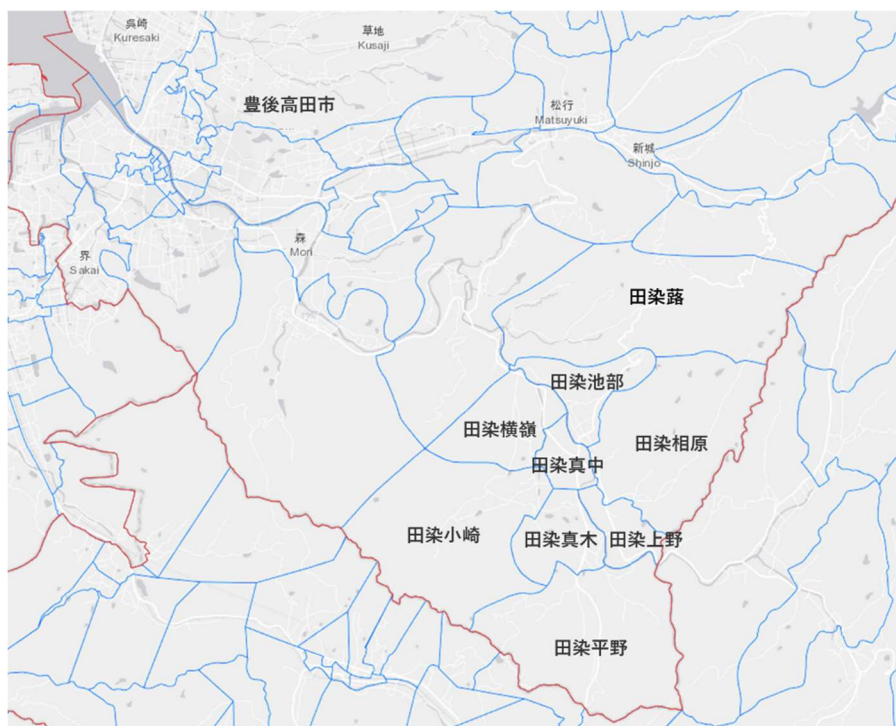 呉崎
Kuresaki
草地
Kusaji
豊後高田市
松行
Matsuyuki
新城
Shinjo
森
Mori
界
Sakai
田染蕗
田染池部
田染横嶺
田染相原
田染真中
田染小崎
田染真木
田染上野
田染平野